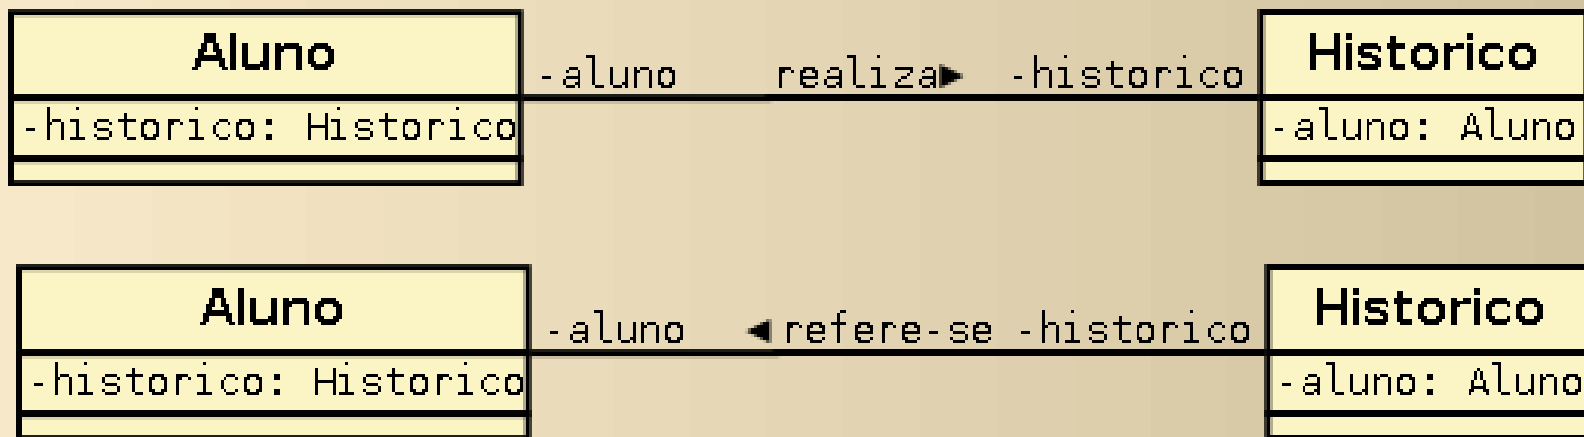 Aluno
-aluno realiza► -historico
Historico
-historico: Historico
-aluno: Aluno
Aluno
-aluno ◄refere-se -historico
Historico
-historico: Historico
-aluno: Aluno